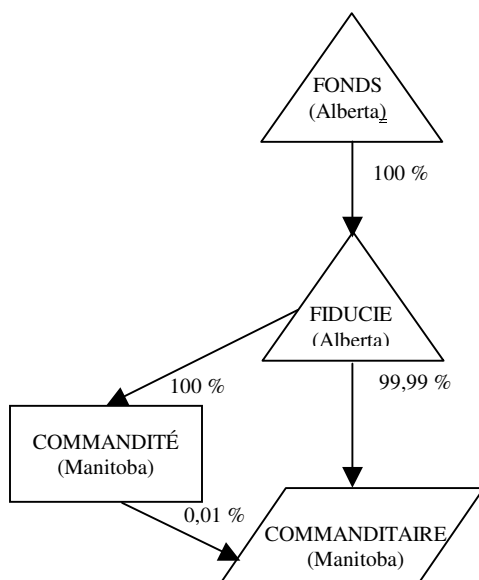 FONDS
(Alberta)
100 %
FIDUCIE
(Alberta)
100 %
99,99 %
COMMANDITÉ
(Manitoba)
0,01 %
COMMANDITAIRE
(Manitoba)